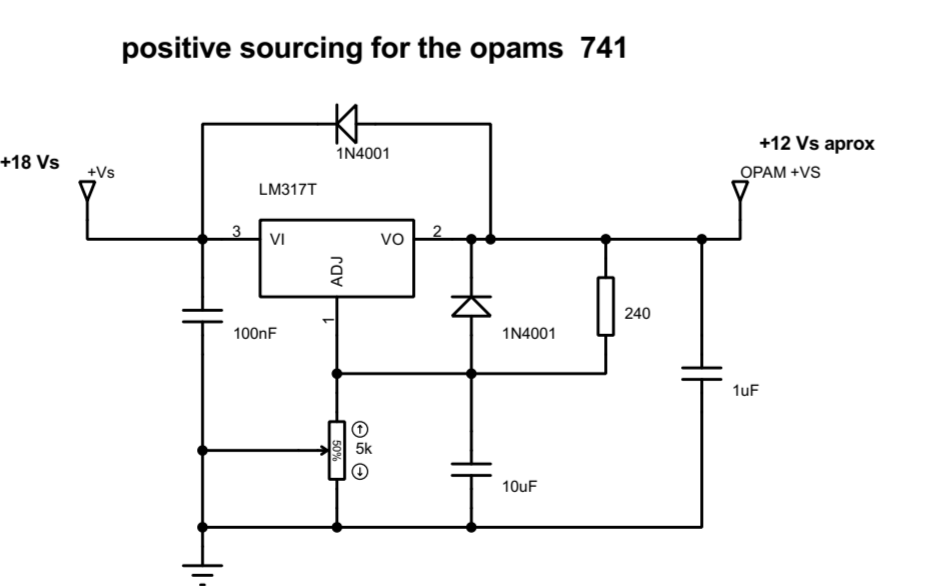 positive sourcing for the opams 741
+12 Vs aprox
+18 Vs
1N4001
+Vs
OPAM +VS
LM317T
3
VI
VO
2
ADJ
1
100nF
1N4001
240
1uF
50%
5k
10uF